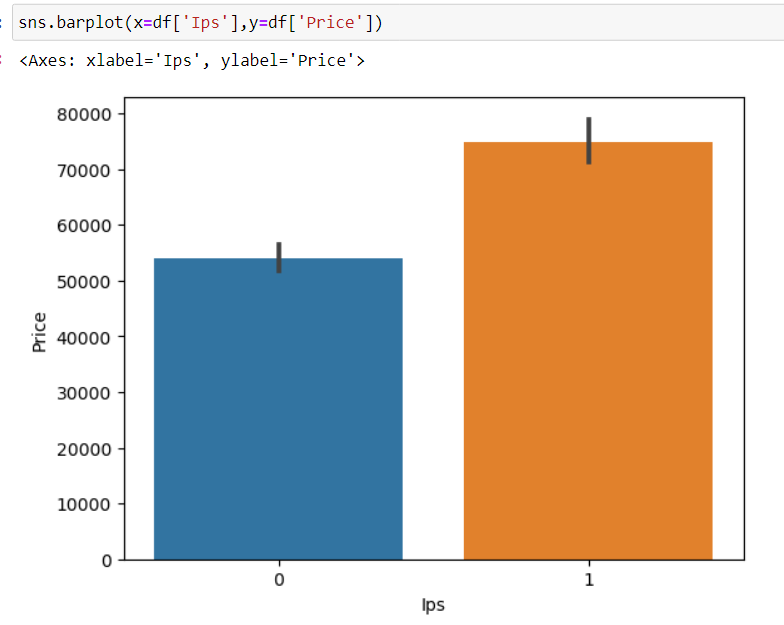 sns.barplot(x=df['Ips'],y=df['Price'])
<Axes: xlabel='Ips', ylabel='Price'>
80000
70000
60000
50000
40000
30000
20000
10000
0
Price
0 1
Ips